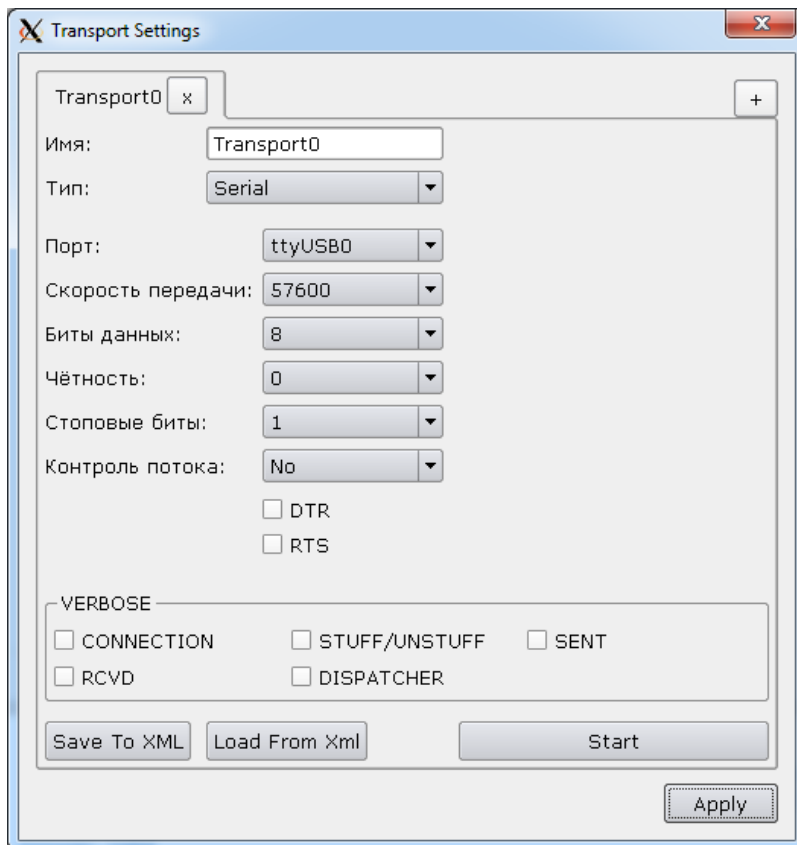 Transport Settings
Transport0 x +
Имя: Transport0
Тип: Serial
Порт: ttyUSB0
Скорость передачи: 57600
Биты данных: 8
Чётность: 0
Стоповые биты: 1
Контроль потока: No
DTR
RTS
VERBOSE
CONNECTION STUFF/UNSTUFF SENT
RCVD DISPATCHER
Save To XML Load From Xml Start
Apply